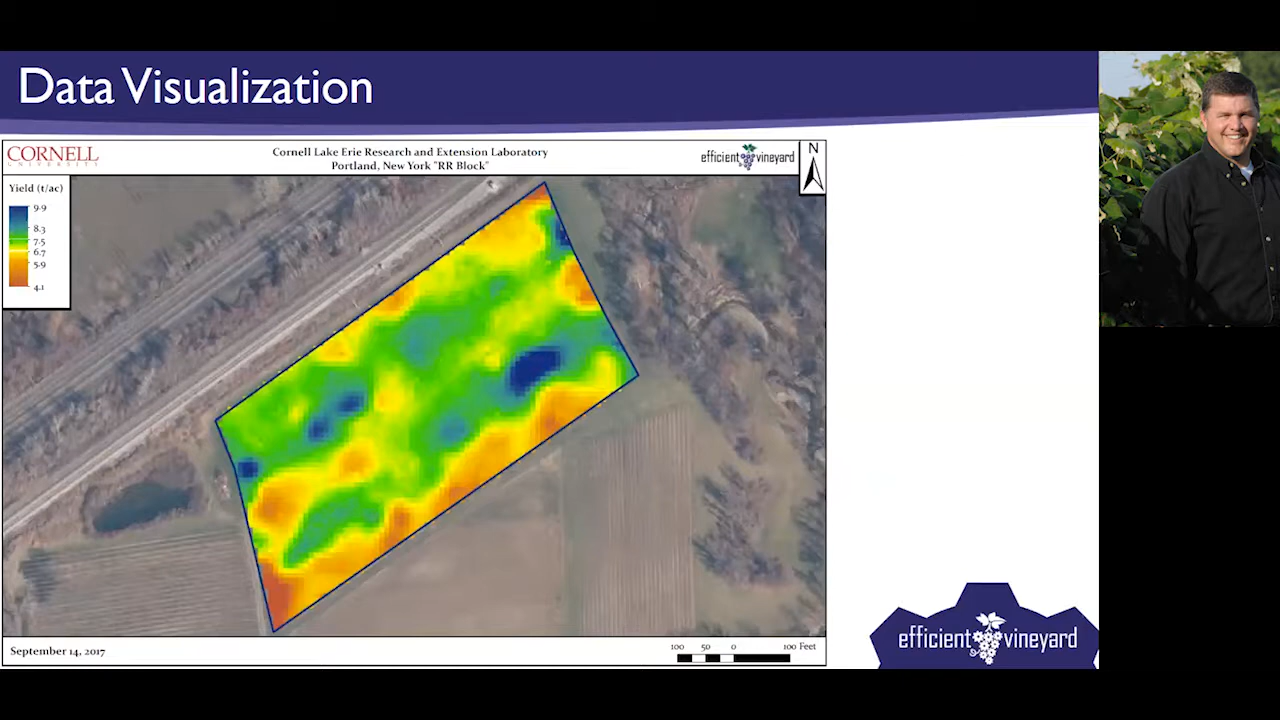 Data Visualization
CORNELL
UNIVERSITY
Cornell Lake Erie Research and Extension Laboratory
Portland, New York "RR Block"
efficient vineyard
N
Yield (t/ac)
9.9
8.3
7.5
6.7
5.9
4.1
September 14, 2017
100 50 0 100 Feet
efficient vineyard